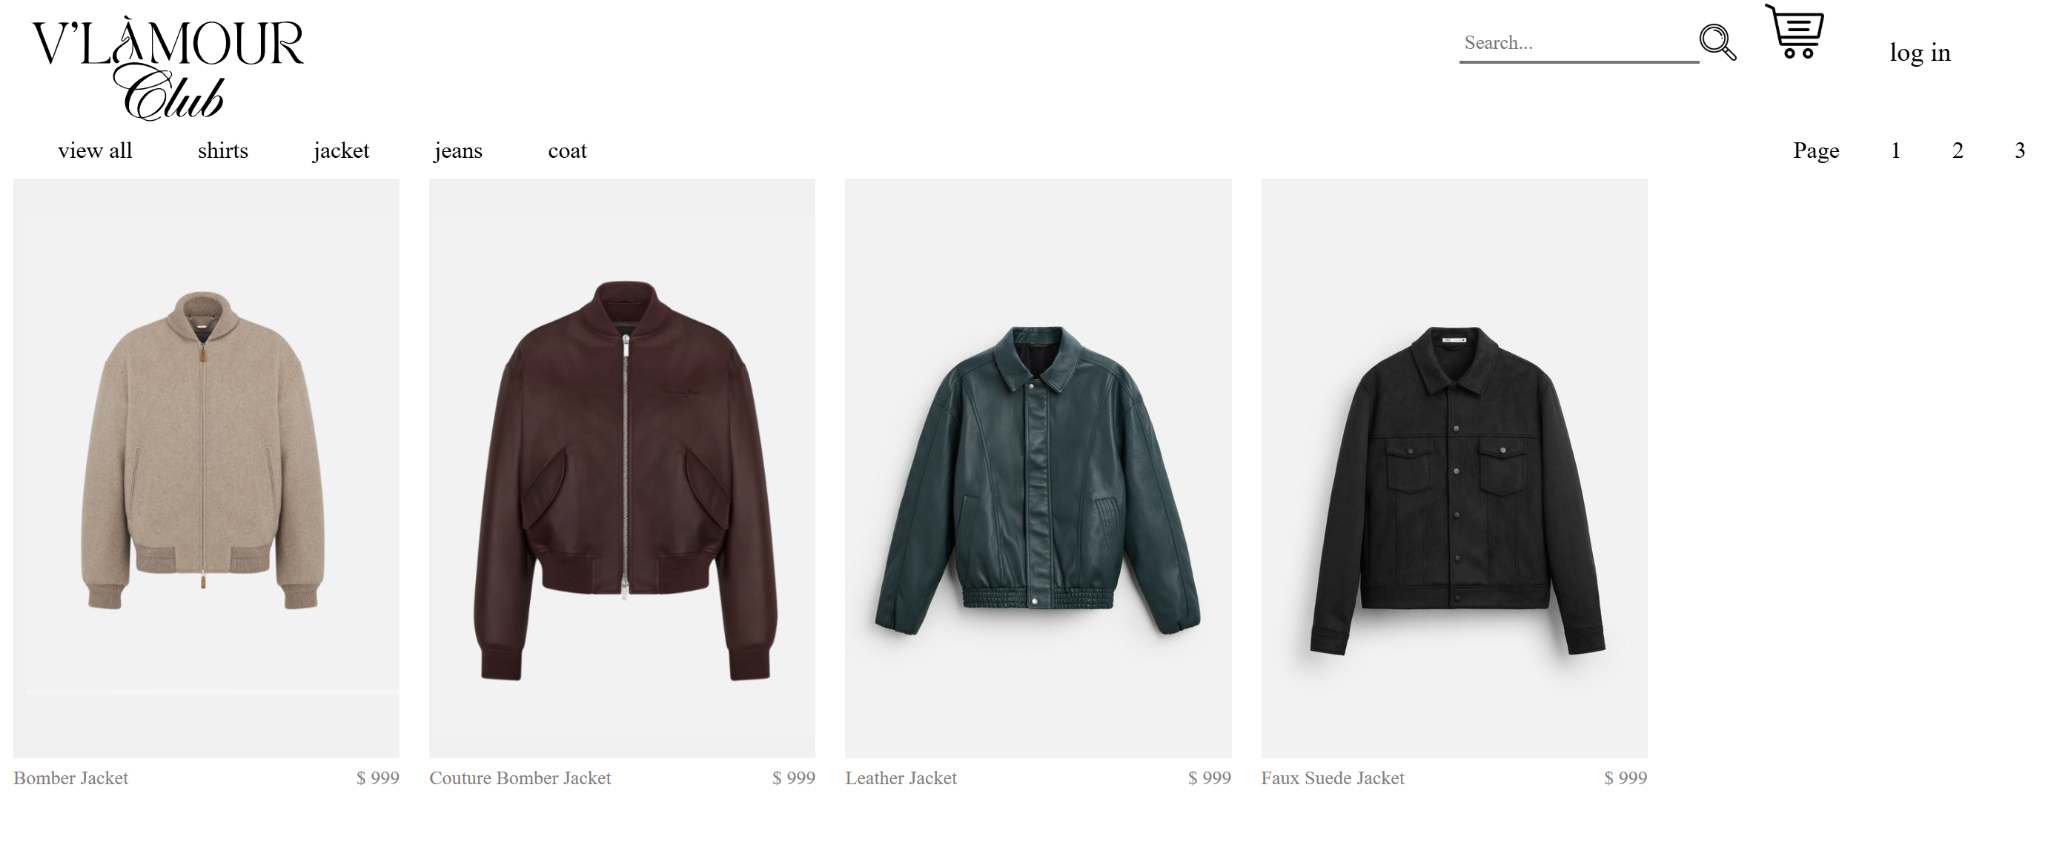 V'LÀMOUR
Club
Search...
log in
view all shirts jacket jeans coat
Page 1 2 3
Bomber Jacket $ 999
Couture Bomber Jacket $ 999
Leather Jacket $ 999
Faux Suede Jacket $ 999